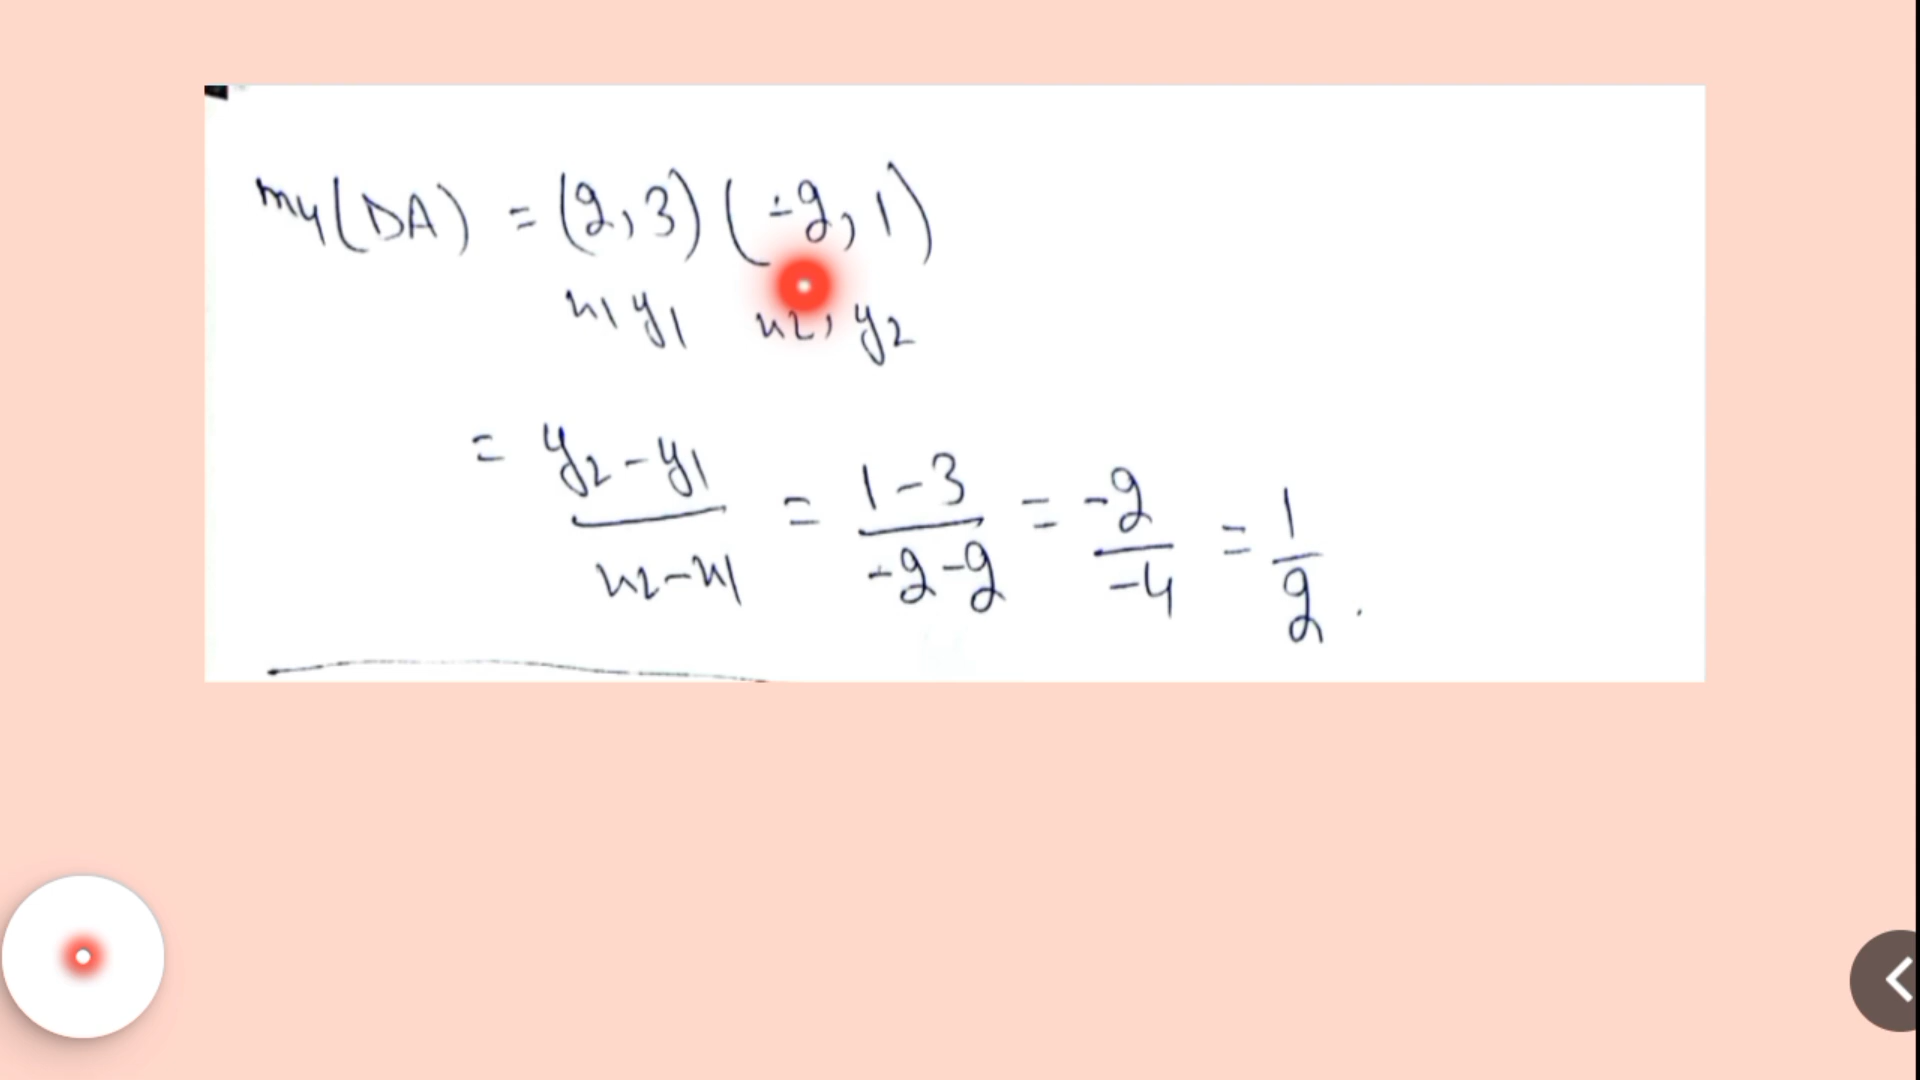 m4(DA) = (2,3) (-2,1)
x1 y1 x2, y2
= y2-y1 / x2-x1 = 1-3 / -2-2 = -2 / -4 = 1 / 2.